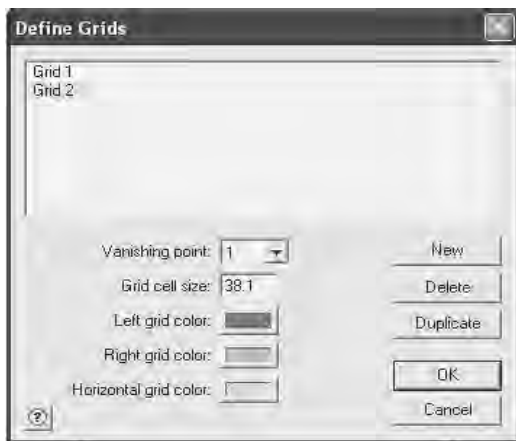 Define Grids
Grid 1
Grid 2
Vanishing point: 1
New
Grid cell size: 38.1
Delete
Left grid color:
Duplicate
Right grid color:
OK
Horizontal grid color:
Cancel
?